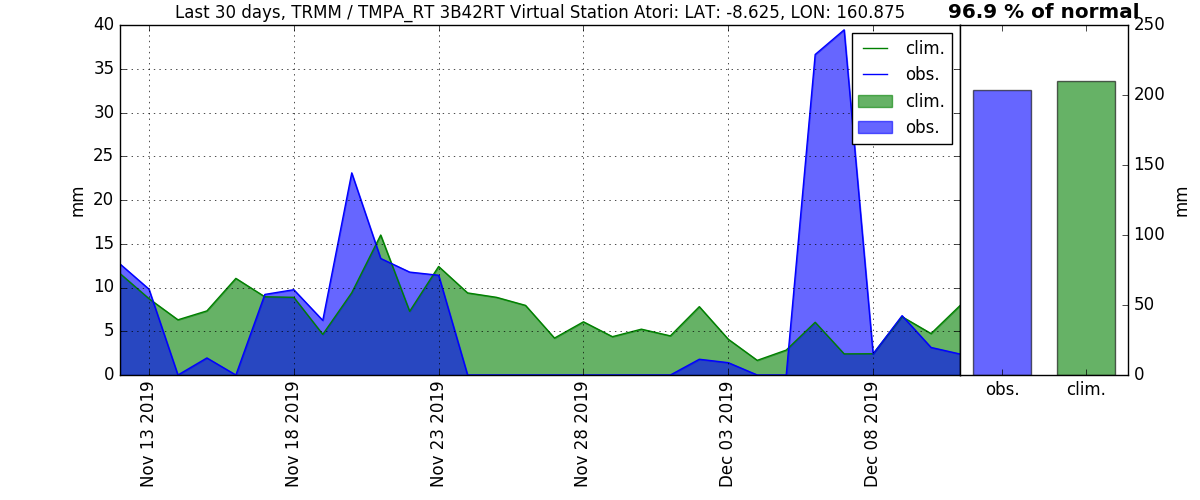 Last 30 days, TRMM / TMPA_RT 3B42RT Virtual Station Atori: LAT: -8.625, LON: 160.875
96.9 % of normal
mm
40
35
30
25
20
15
10
5
0
clim.
obs.
clim.
obs.
Nov 13 2019
Nov 18 2019
Nov 23 2019
Nov 28 2019
Dec 03 2019
Dec 08 2019
250
200
150
100
50
0
mm
obs.
clim.